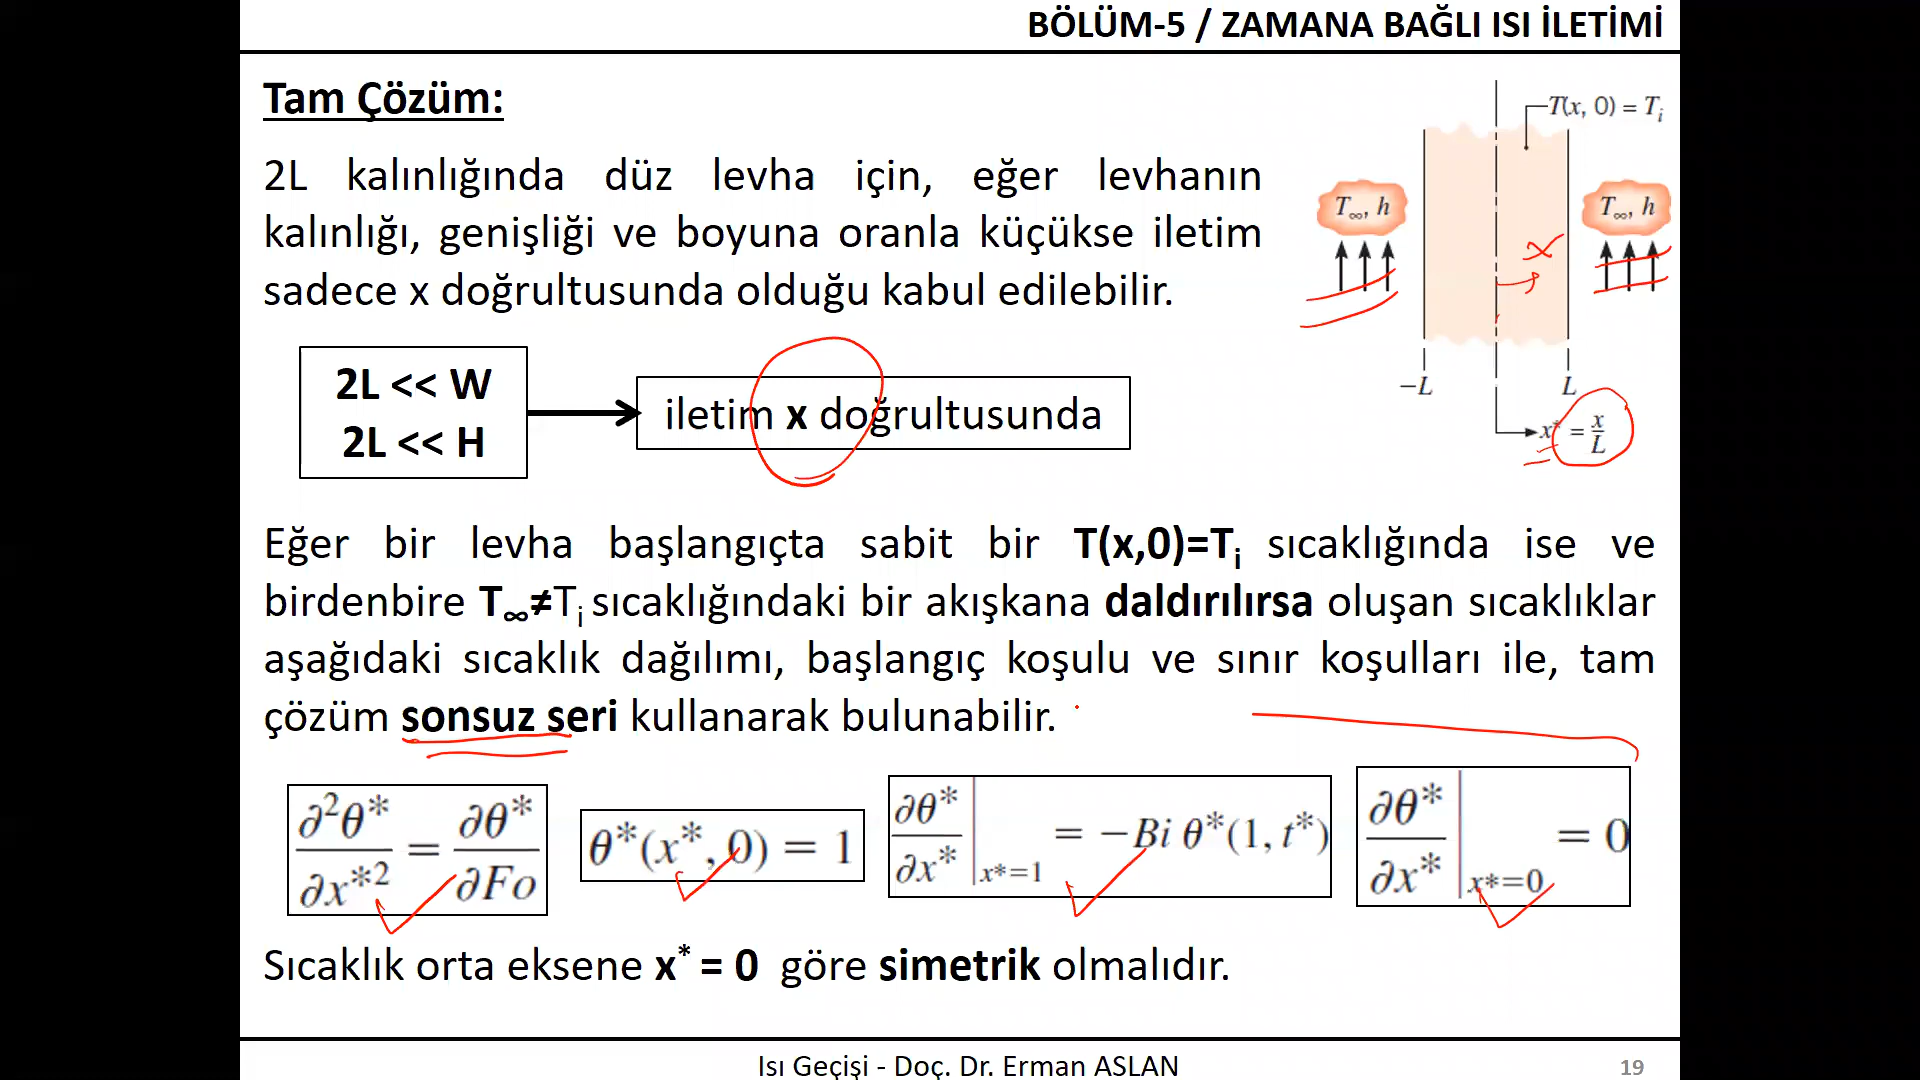 BÖLÜM-5 / ZAMANA BAĞLI ISI İLETİMİ
Tam Çözüm:
2L kalınlığında düz levha için, eğer levhanın
kalınlığı, genişliği ve boyuna oranla küçükse iletim
sadece x doğrultusunda olduğu kabul edilebilir.
T(x, 0) = Tᵢ
T∞, h
T∞, h
x
−L
L
x* = x/L
2L << W
2L << H
iletim x doğrultusunda
Eğer bir levha başlangıçta sabit bir T(x,0)=Tᵢ sıcaklığında ise ve
birdenbire T∞≠Tᵢ sıcaklığındaki bir akışkana daldırılırsa oluşan sıcaklıklar
aşağıdaki sıcaklık dağılımı, başlangıç koşulu ve sınır koşulları ile, tam
çözüm sonsuz seri kullanarak bulunabilir.
∂²θ*/∂x*² = ∂θ*/∂Fo
θ*(x*, 0) = 1
∂θ*/∂x*|x*=1 = −Bi θ*(1, t*)
∂θ*/∂x*|x*=0 = 0
Sıcaklık orta eksene x* = 0 göre simetrik olmalıdır.
Isı Geçişi - Doç. Dr. Erman ASLAN
19